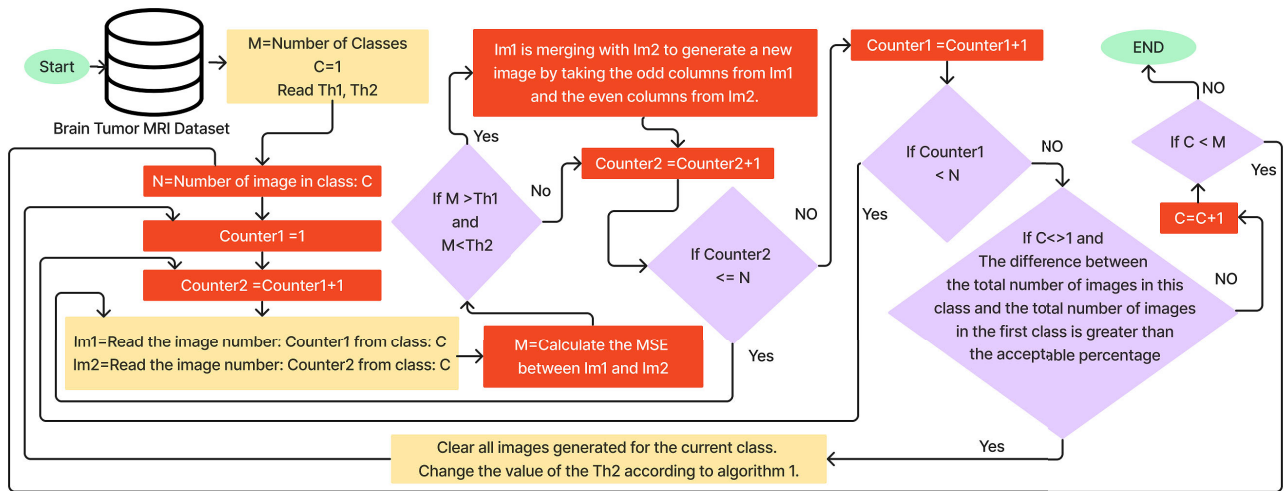 Start
Brain Tumor MRI Dataset
M=Number of Classes
C=1
Read Th1, Th2
N=Number of image in class: C
Counter1 =1
Counter2 =Counter1+1
Im1=Read the image number: Counter1 from class: C
Im2=Read the image number: Counter2 from class: C
M=Calculate the MSE
between Im1 and Im2
If M >Th1
and
M<Th2
Yes
No
Im1 is merging with Im2 to generate a new
image by taking the odd columns from Im1
and the even columns from Im2.
Counter2 =Counter2+1
If Counter2
<= N
NO
Yes
Counter1 =Counter1+1
If Counter1
< N
NO
Yes
If C<>1 and
The difference between
the total number of images in this
class and the total number of images
in the first class is greater than
the acceptable percentage
NO
Yes
Clear all images generated for the current class.
Change the value of the Th2 according to algorithm 1.
C=C+1
If C < M
NO
Yes
END